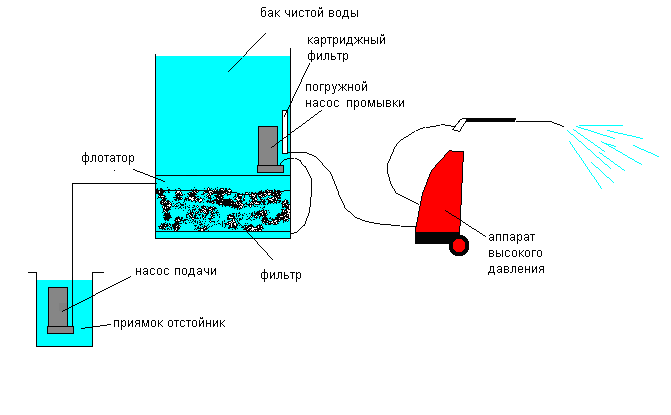 бак чистой воды
картриджный
фильтр
погружной
насос промывки
флотатор
аппарат
высокого
давления
насос подачи
фильтр
приямок отстойник